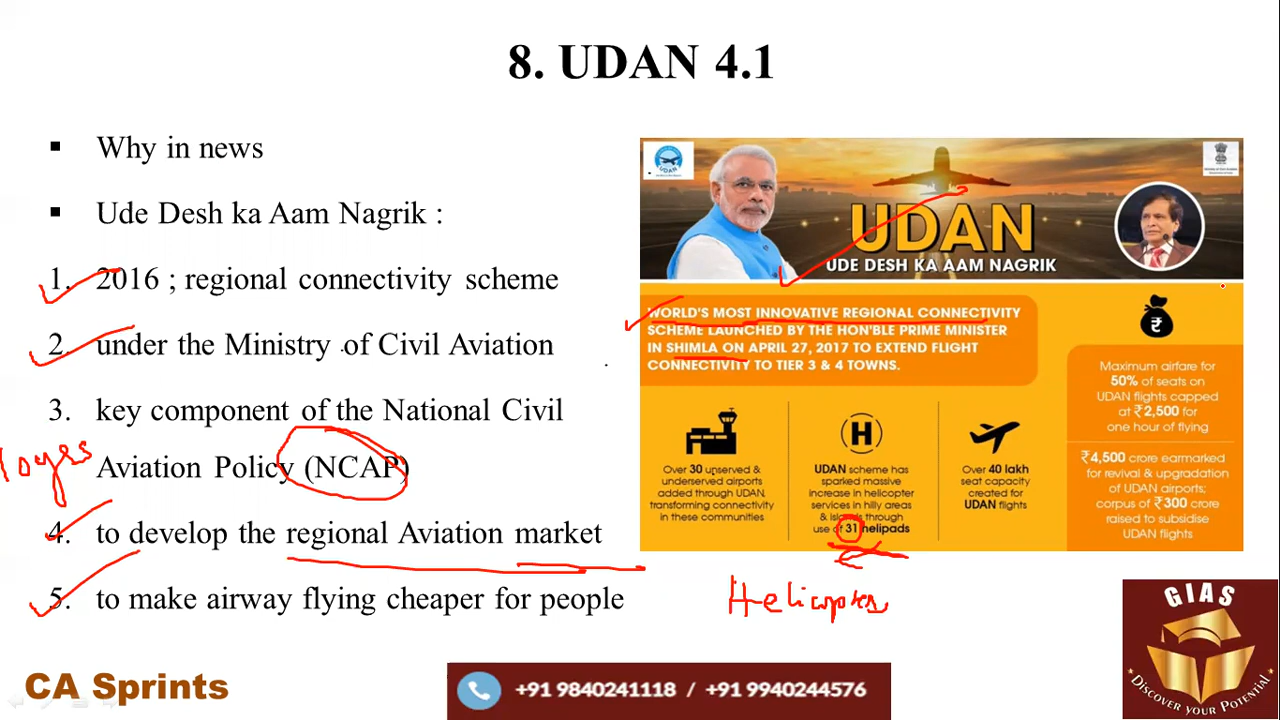 8. UDAN 4.1
▪ Why in news
▪ Ude Desh ka Aam Nagrik :
1. 2016 ; regional connectivity scheme
2. under the Ministry of Civil Aviation
3. key component of the National Civil
Aviation Policy (NCAP)
4. to develop the regional Aviation market
5. to make airway flying cheaper for people
UDAN
UDAN
UDE DESH KA AAM NAGRIK
WORLD'S MOST INNOVATIVE REGIONAL CONNECTIVITY
SCHEME LAUNCHED BY THE HON'BLE PRIME MINISTER
IN SHIMLA ON APRIL 27, 2017 TO EXTEND FLIGHT
CONNECTIVITY TO TIER 3 & 4 TOWNS.
Over 30 unserved &
underserved airports
added through UDAN,
transforming connectivity
in these communities
H
UDAN scheme has
sparked massive
increase in helicopter
services in hilly areas
& islands through
use of 31 helipads
Over 40 lakh
seat capacity
created for
UDAN flights
₹
Maximum airfare for
50% of seats on
UDAN flights capped
at ₹2,500 for
one hour of flying
₹4,500 crore earmarked
for revival & upgradation
of UDAN airports;
corpus of ₹300 crore
raised to subsidise
UDAN flights
Helicopter
GIAS
DISCOVER YOUR POTENTIAL
CA Sprints
+91 9840241118 / +91 9940244576